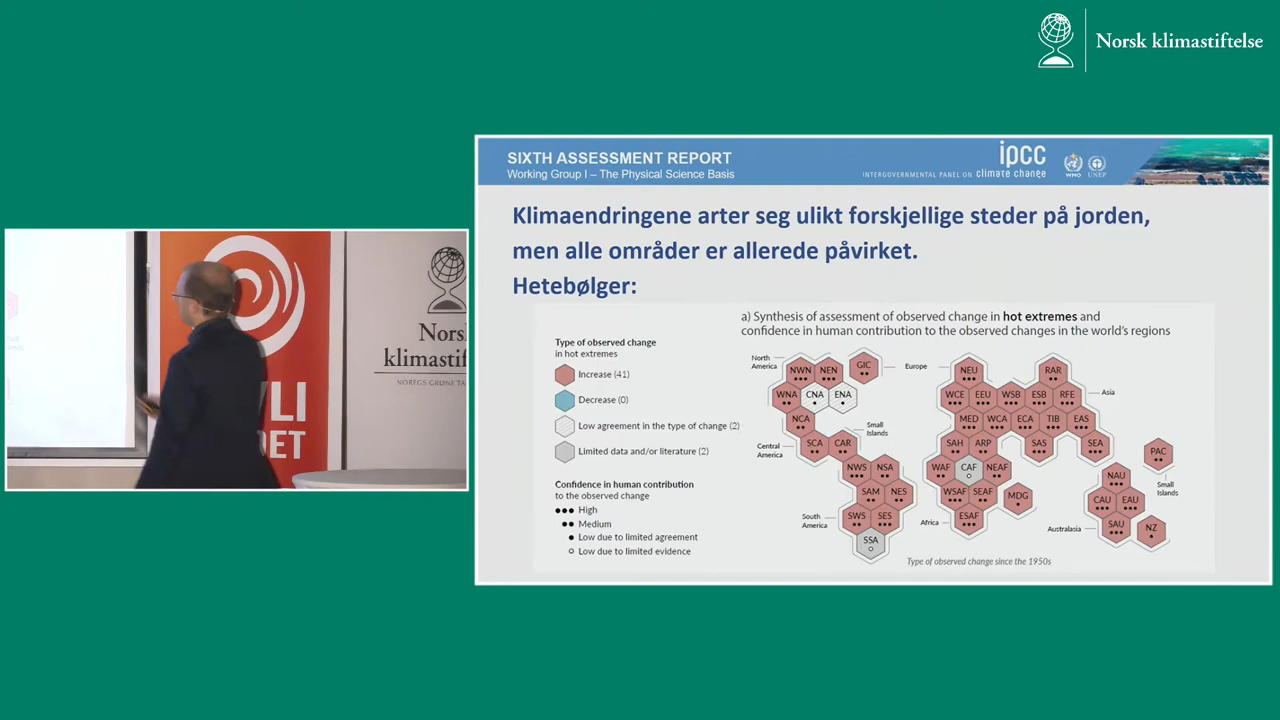 Norsk klimastiftelse
SIXTH ASSESSMENT REPORT
Working Group I – The Physical Science Basis
ipcc
INTERGOVERNMENTAL PANEL ON climate change
WMO
UNEP
Klimaendringene arter seg ulikt forskjellige steder på jorden,
men alle områder er allerede påvirket.
Hetebølger:
a) Synthesis of assessment of observed change in hot extremes and
confidence in human contribution to the observed changes in the world's regions
Type of observed change
in hot extremes
Increase (41)
Decrease (0)
Low agreement in the type of change (2)
Limited data and/or literature (2)
Confidence in human contribution
to the observed change
High
Medium
Low due to limited agreement
Low due to limited evidence
North
America
NWN NEN GIC
WNA CNA ENA
NCA
Central
America
SCA CAR
Small
Islands
NWS NSA
SAM NES
South
America
SWS SES
SSA
Europe
NEU RAR
WCE EEU WSB ESB RFE
Asia
MED WCA ECA TIB EAS
SAH ARP SAS SEA
WAF CAF NEAF
WSAF SEAF MDG
Africa
ESAF
PAC
Small
Islands
NAU
CAU EAU
Australasia
SAU NZ
Type of observed change since the 1950s
LI
ET
Nors
klimastif
NOREGS GRØNE TA